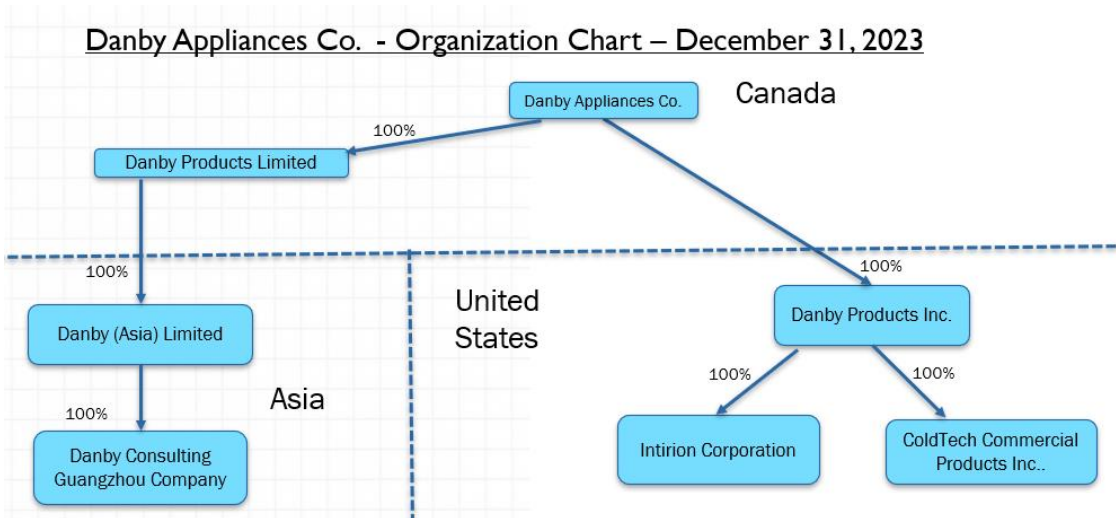 Danby Appliances Co. - Organization Chart – December 31, 2023
Danby Appliances Co.
Canada
100%
Danby Products Limited
100%
100%
United
States
Danby Products Inc.
Danby (Asia) Limited
100%
100%
Asia
100%
Intirion Corporation
ColdTech Commercial
Products Inc..
Danby Consulting
Guangzhou Company